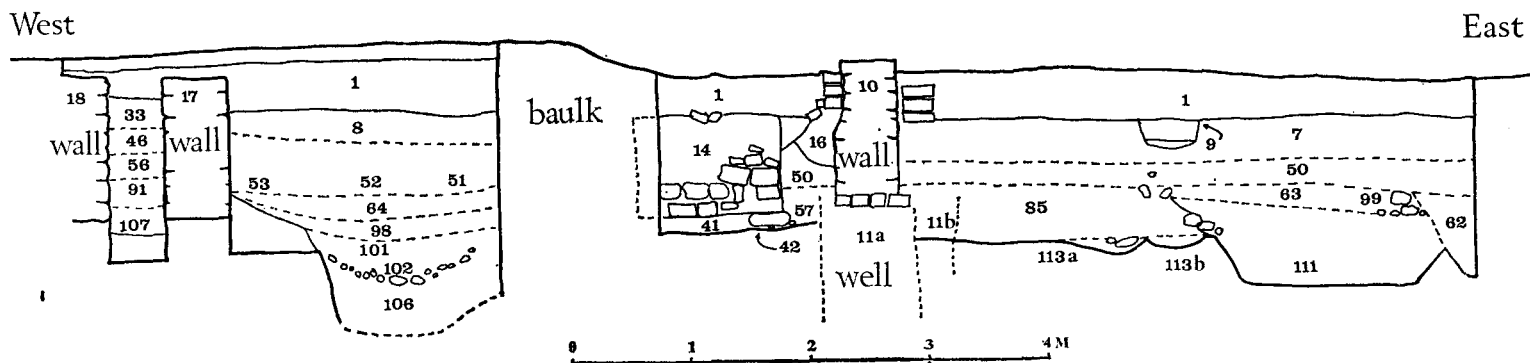 West East
18 33 17 1 baulk 1 10 1
wall 46 wall 8 14 16 wall 9 7
56
91 53 52 51 50 50
64 57 85 63 99 62
107 98 41 11a 11b
101 42
102 113a 113b 111
106 well
0 1 2 3 4 M